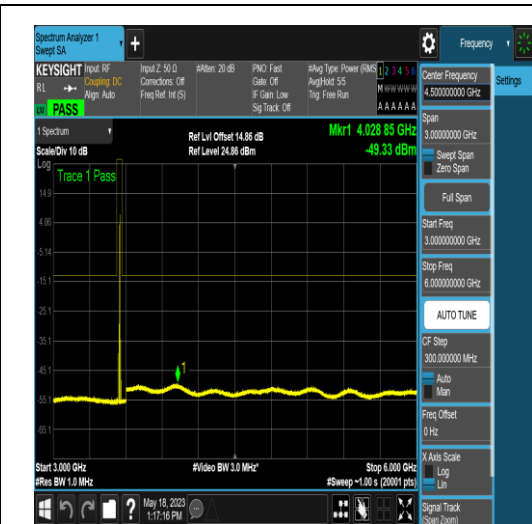 Spectrum Analyzer 1
Swept SA
Frequency
KEYSIGHT
RL
PASS
Input: RF
Coupling: DC
Align: Auto
Input Z: 50 Ω
Corrections: Off
Freq Ref: Int (S)
#Atten: 20 dB
PNO: Fast
Gate: Off
IF Gain: Low
Sig Track: Off
#Avg Type: Power (RMS
Avg|Hold: 5/5
Trig: Free Run
1 2 3 4 5 6
M W W W W W
A A A A A A
1 Spectrum
Scale/Div 10 dB
Ref Lvl Offset 14.86 dB
Ref Level 24.86 dBm
Mkr1 4.028 85 GHz
-49.33 dBm
Log
Trace 1 Pass
14.9
4.86
-5.14
-15.1
-25.1
-35.1
-45.1
-55.1
-65.1
1
Start 3.000 GHz
#Res BW 1.0 MHz
#Video BW 3.0 MHz*
Stop 6.000 GHz
#Sweep ~1.00 s (20001 pts)
Center Frequency
4.500000000 GHz
Settings
Span
3.00000000 GHz
Swept Span
Zero Span
Full Span
Start Freq
3.000000000 GHz
Stop Freq
6.000000000 GHz
AUTO TUNE
CF Step
300.000000 MHz
Auto
Man
Freq Offset
0 Hz
X Axis Scale
Log
Lin
Signal Track
(Span Zoom)
May 18, 2023
1:17:16 PM